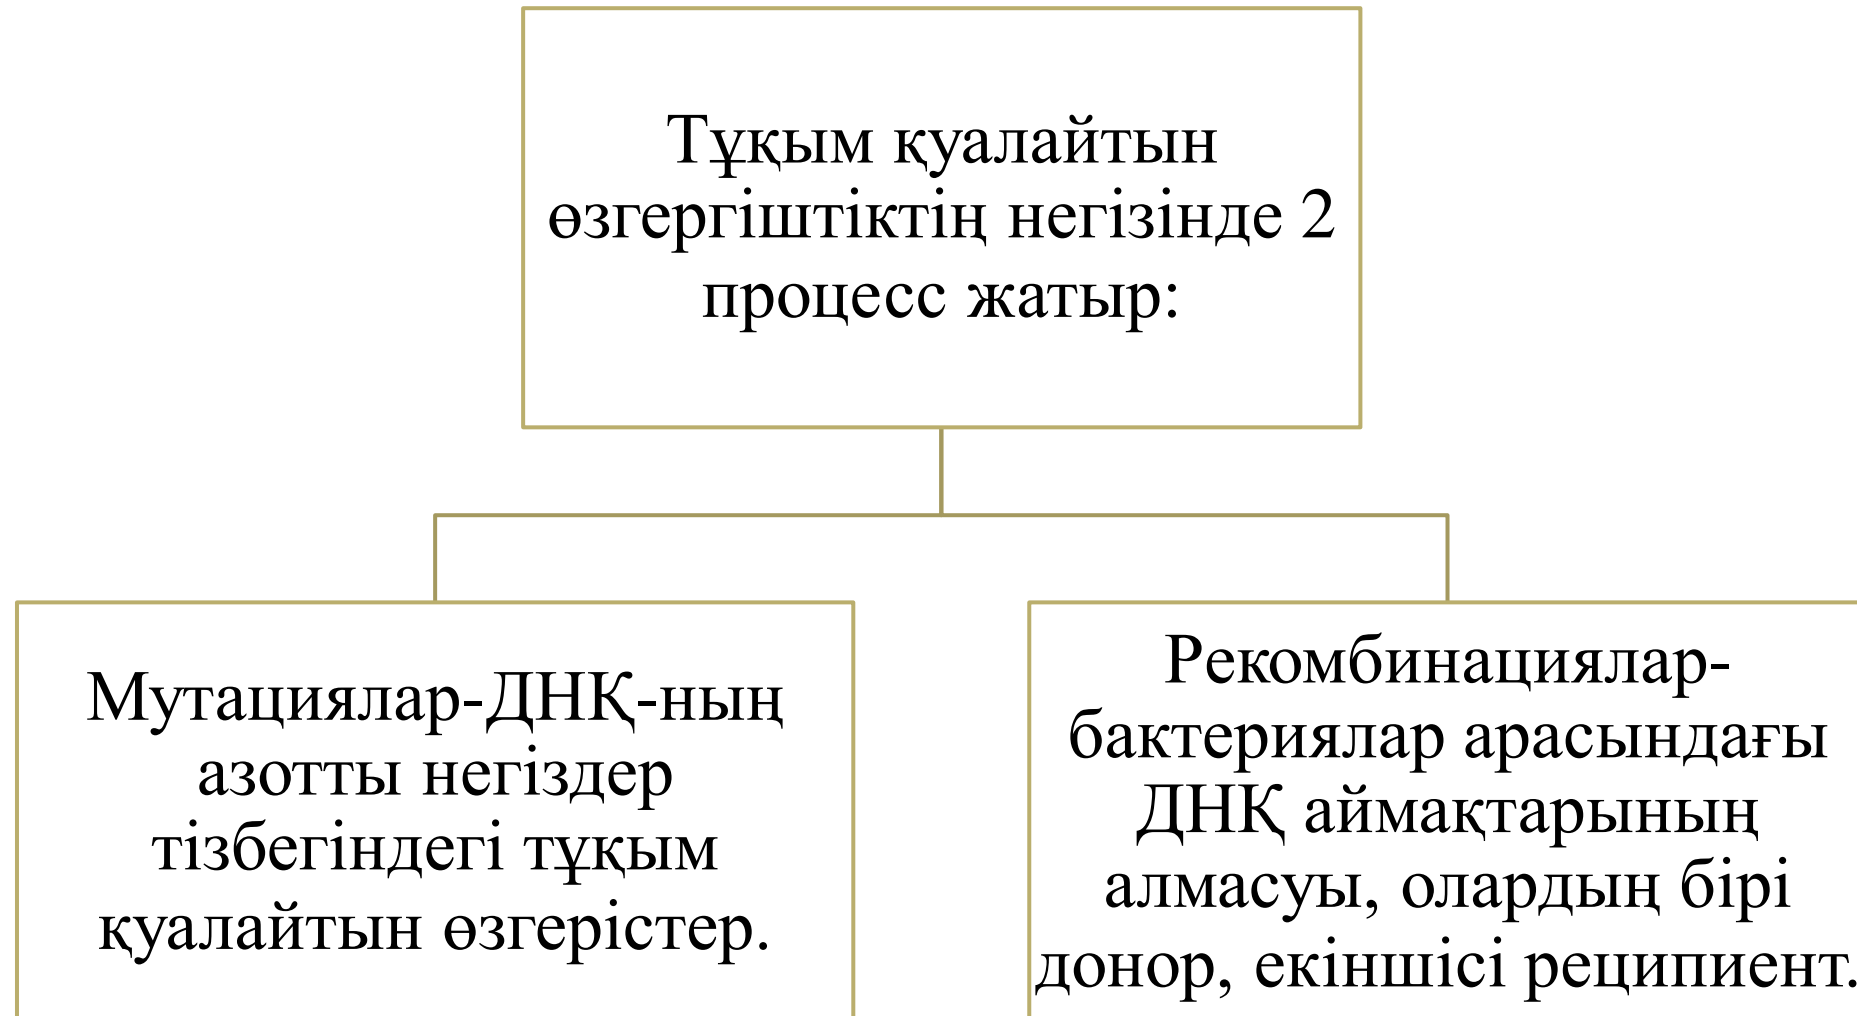 Тұқым қуалайтын
өзгергіштіктің негізінде 2
процесс жатыр:
Мутациялар-ДНҚ-ның
азотты негіздер
тізбегіндегі тұқым
қуалайтын өзгерістер.
Рекомбинациялар-
бактериялар арасындағы
ДНҚ аймақтарының
алмасуы, олардың бірі
донор, екіншісі реципиент.